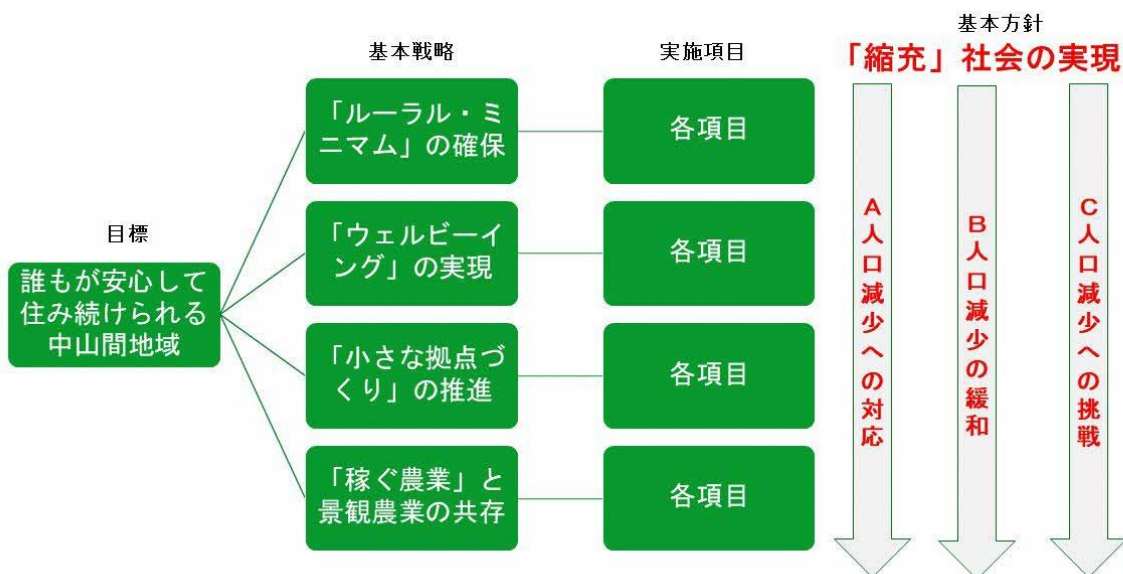 基本方針
「縮充」社会の実現
基本戦略
実施項目
「ルーラル・ミ
ニマム」の確保
各項目
「ウェルビーイ
ング」の実現
各項目
目標
誰もが安心して
住み続けられる
中山間地域
「小さな拠点づ
くり」の推進
各項目
「稼ぐ農業」と
景観農業の共存
各項目
A人口減少への対応
B人口減少の緩和
C人口減少への挑戦